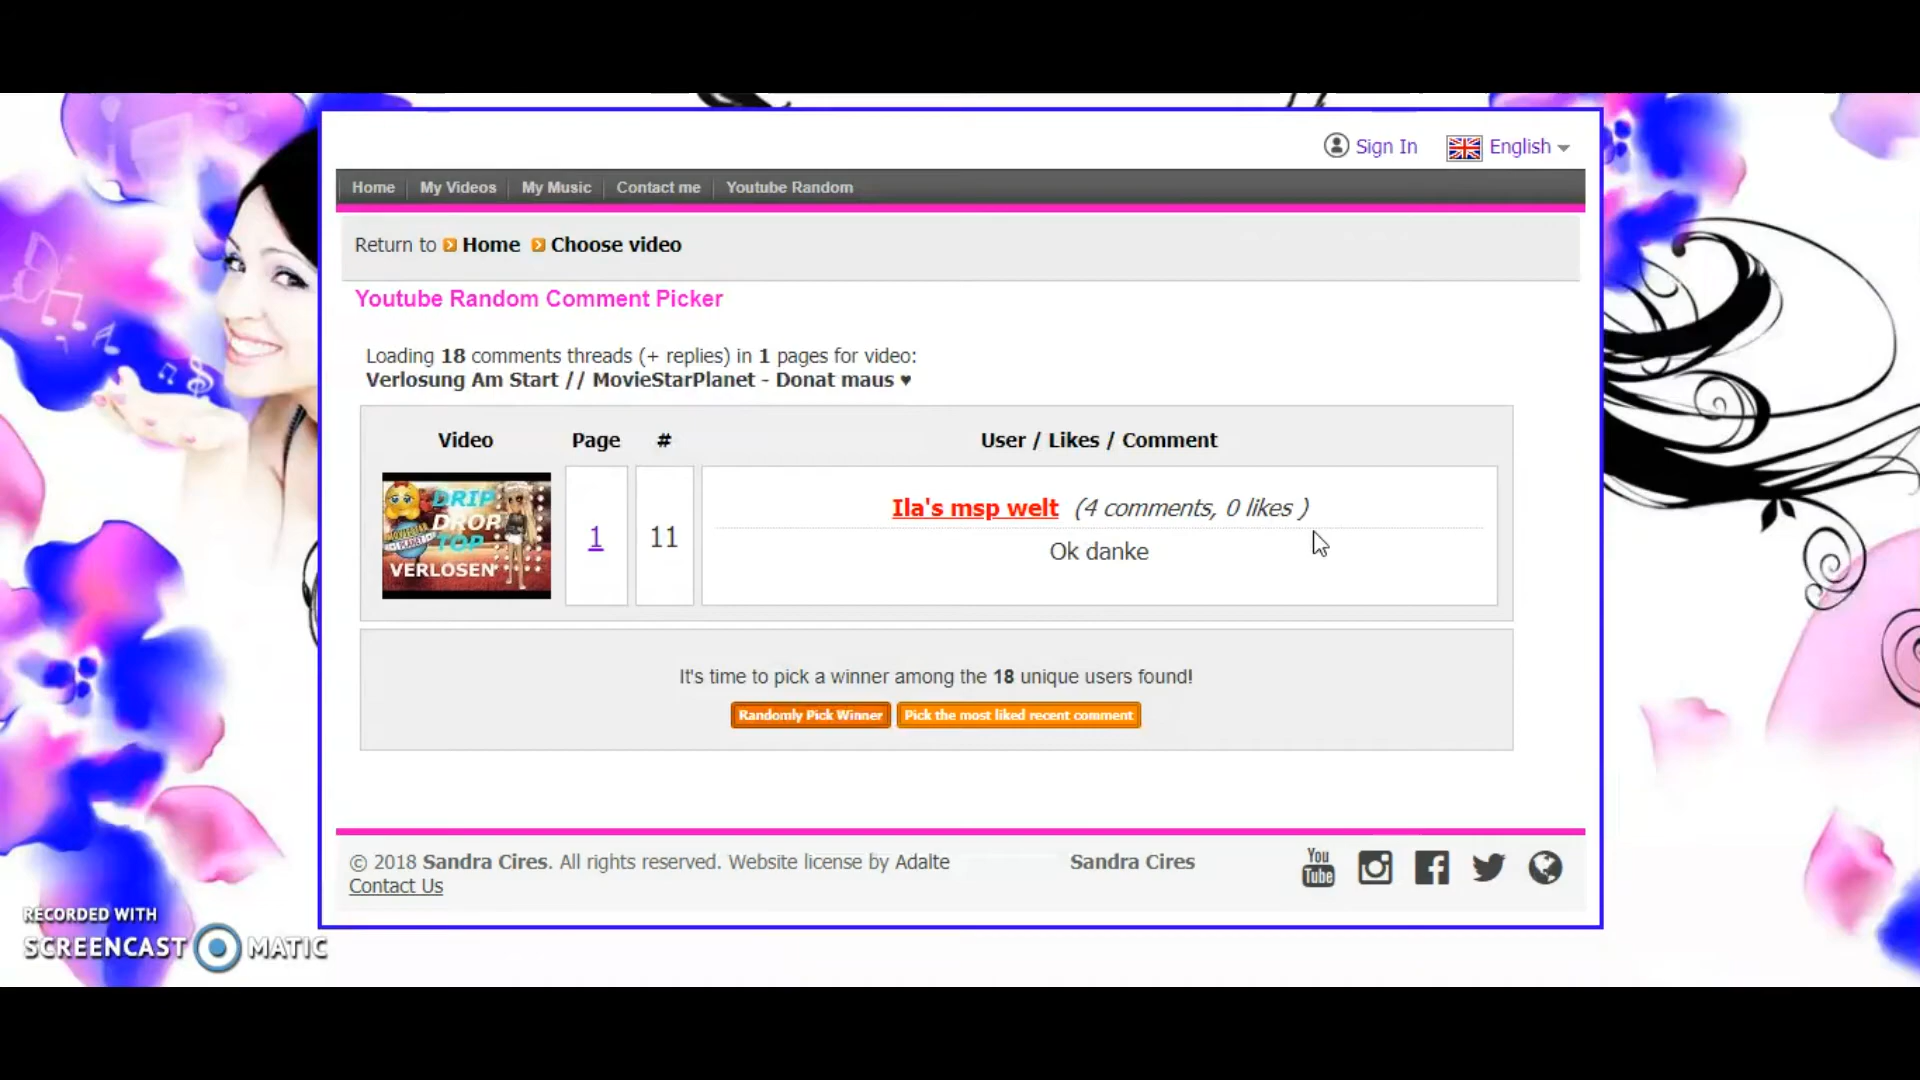 Sign In English
Home My Videos My Music Contact me Youtube Random
Return to Home Choose video
Youtube Random Comment Picker
Loading 18 comments threads (+ replies) in 1 pages for video:
Verlosung Am Start // MovieStarPlanet - Donat maus ♥
Video Page # User / Likes / Comment
DRIP
DROP
TOP
VERLOSEN
1 11
Ila's msp welt (4 comments, 0 likes )
Ok danke
It's time to pick a winner among the 18 unique users found!
Randomly Pick Winner Pick the most liked recent comment
© 2018 Sandra Cires. All rights reserved. Website license by Adalte Sandra Cires
You
Tube
Contact Us
RECORDED WITH
SCREENCAST MATIC